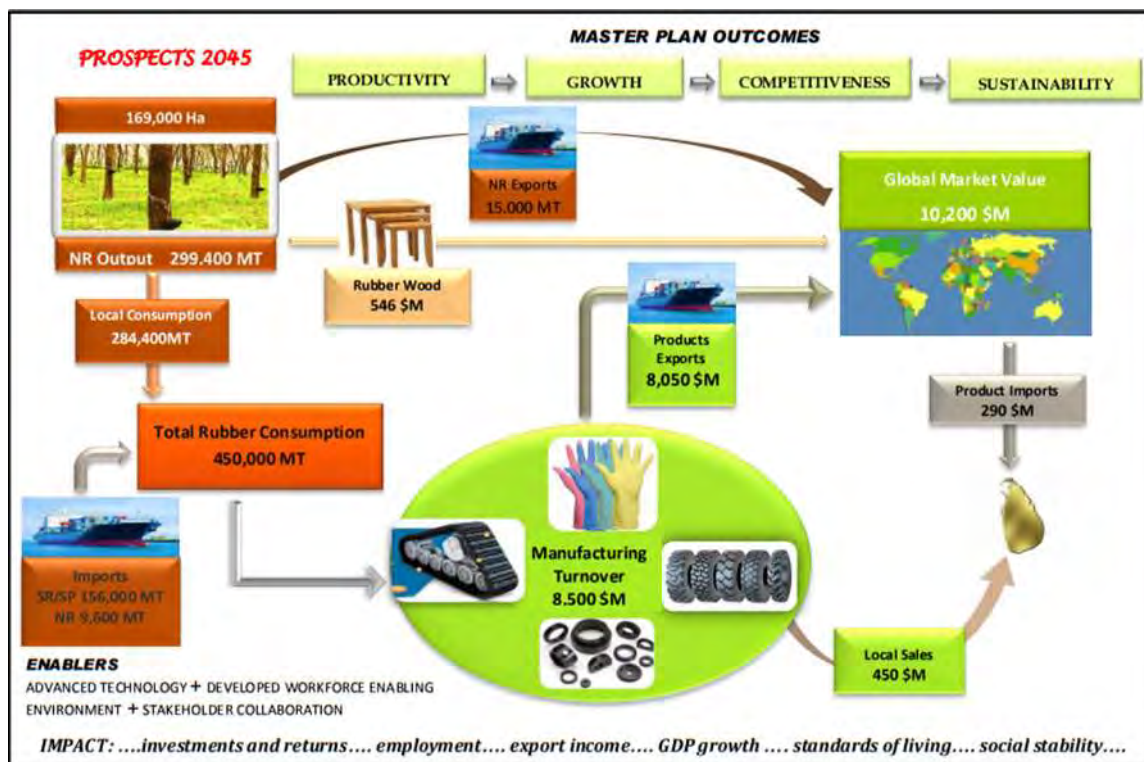 PROSPECTS 2045
MASTER PLAN OUTCOMES
PRODUCTIVITY
GROWTH
COMPETITIVENESS
SUSTAINABILITY
169,000 Ha
NR Output 299.400 MT
NR Exports
15.000 MT
Global Market Value
10,200 $M
Rubber Wood
546 $M
Local Consumption
284,400MT
Products
Exports
8,050 $M
Product Imports
290 $M
Total Rubber Consumption
450,000 MT
Imports
SR/SP 156,000 MT
NR 9,600 MT
Manufacturing
Turnover
8.500 $M
Local Sales
450 $M
ENABLERS
ADVANCED TECHNOLOGY + DEVELOPED WORKFORCE ENABLING
ENVIRONMENT + STAKEHOLDER COLLABORATION
IMPACT: ....investments and returns.... employment.... export income.... GDP growth .... standards of living.... social stability....